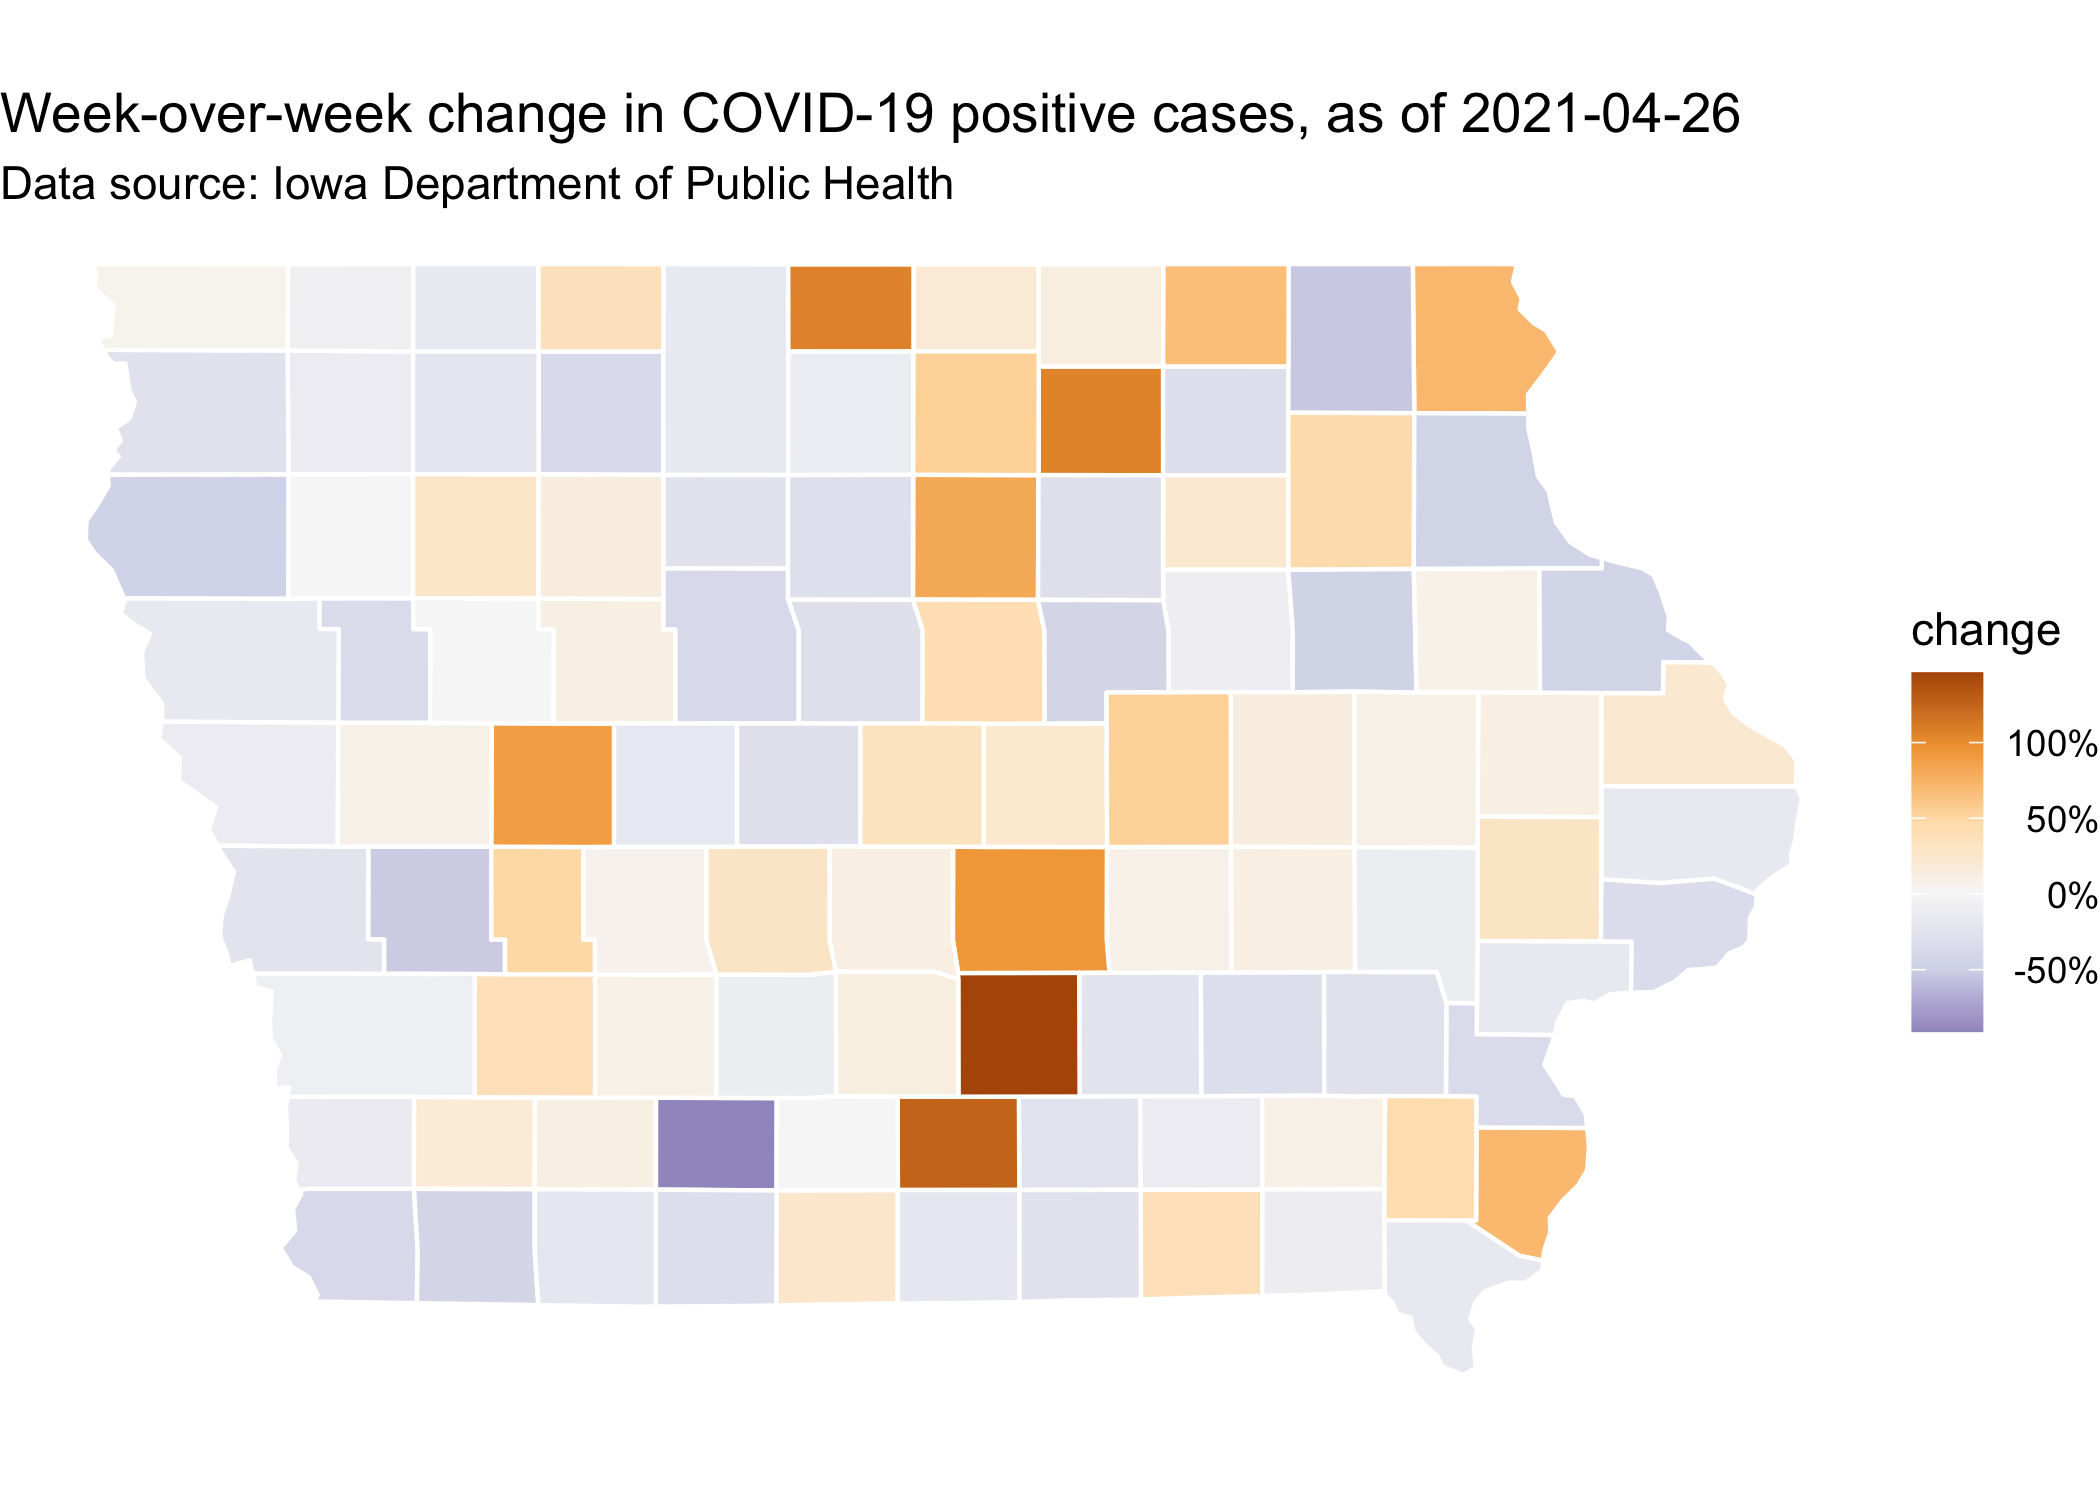 Week-over-week change in COVID-19 positive cases, as of 2021-04-26
Data source: Iowa Department of Public Health
change
100%
50%
0%
-50%